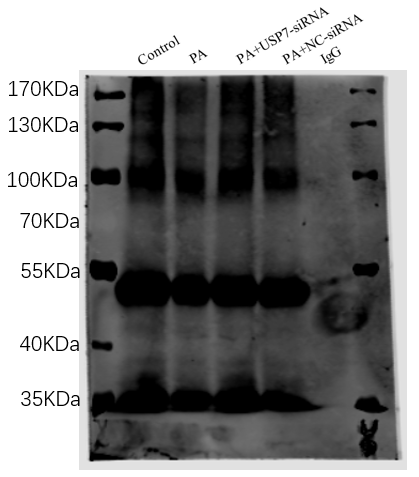 Control
PA
PA+USP7-siRNA
PA+NC-siRNA
IgG
170KDa
130KDa
100KDa
70KDa
55KDa
40KDa
35KDa